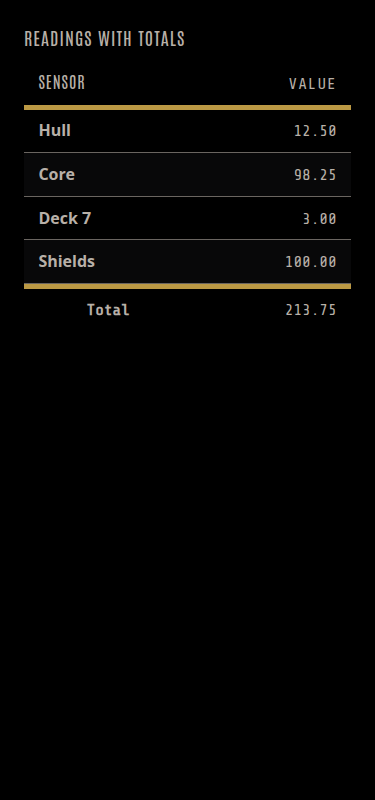 READINGS WITH TOTALS
SENSOR VALUE
Hull 12.50
Core 98.25
Deck 7 3.00
Shields 100.00
Total 213.75